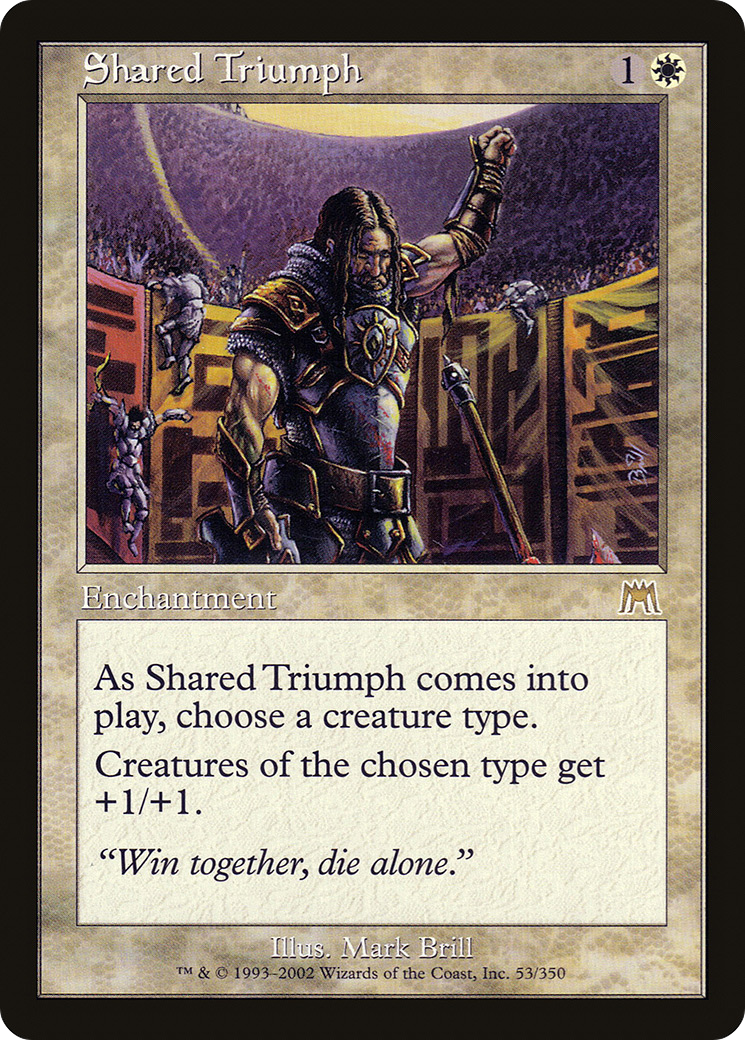 Shared Triumph 1
Brill
Enchantment
As Shared Triumph comes into
play, choose a creature type.
Creatures of the chosen type get
+1/+1.
“Win together, die alone.”
Illus. Mark Brill
™ & © 1993–2002 Wizards of the Coast, Inc. 53/350